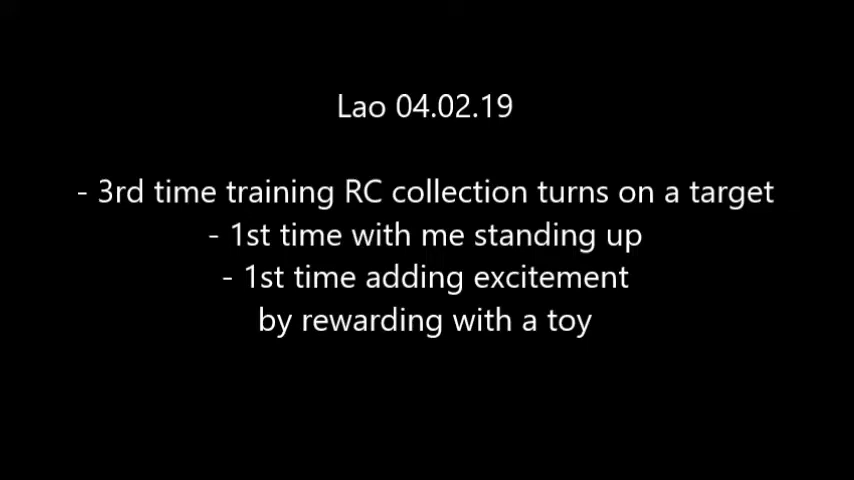 Lao 04.02.19
- 3rd time training RC collection turns on a target
- 1st time with me standing up
- 1st time adding excitement
by rewarding with a toy